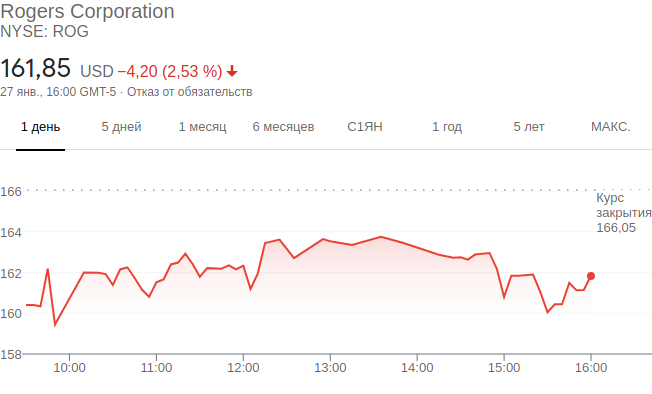 Rogers Corporation
NYSE: ROG
161,85 USD −4,20 (2,53 %)
27 янв., 16:00 GMT-5 · Отказ от обязательств
1 день 5 дней 1 месяц 6 месяцев С1ЯН 1 год 5 лет МАКС.
166
Курс
закрытия
166,05
164
162
160
158
10:00 11:00 12:00 13:00 14:00 15:00 16:00